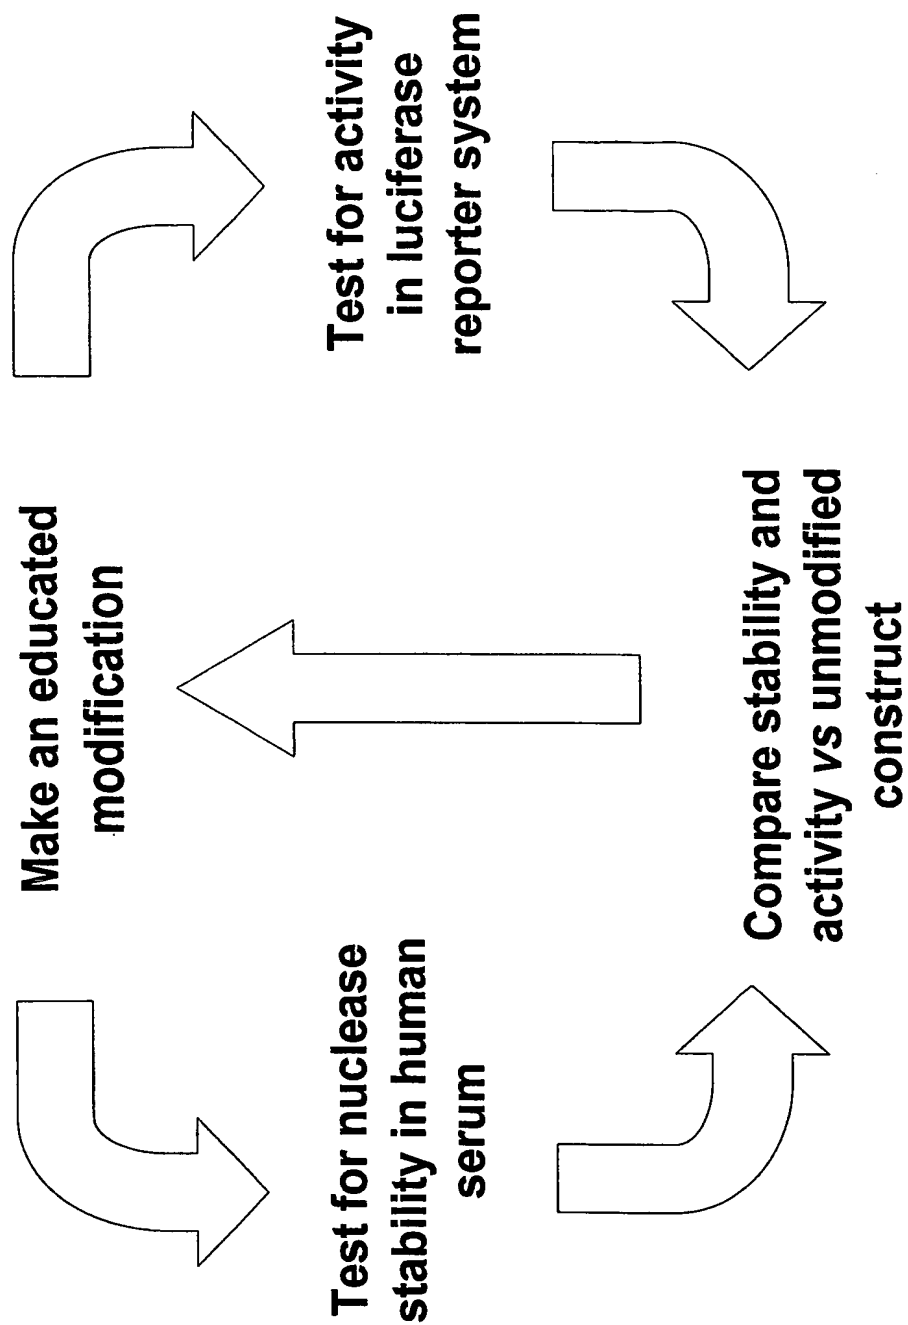 Make an educated
modification
Test for nuclease
stability in human
serum
Test for activity
in luciferase
reporter system
Compare stability and
activity vs unmodified
construct